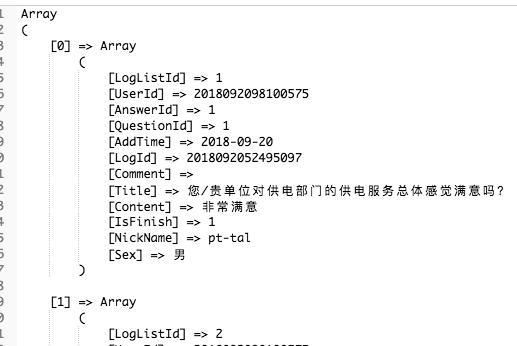 1 Array
2 (
3 [0] => Array
4 (
5 [LogListId] => 1
6 [UserId] => 2018092098100575
7 [AnswerId] => 1
8 [QuestionId] => 1
9 [AddTime] => 2018-09-20
0 [LogId] => 2018092052495097
1 [Comment] =>
2 [Title] => 您/贵单位对供电部门的供电服务总体感觉满意吗?
3 [Content] => 非常满意
4 [IsFinish] => 1
5 [NickName] => pt-tal
6 [Sex] => 男
7 )
8
9 [1] => Array
0 (
1 [LogListId] => 2